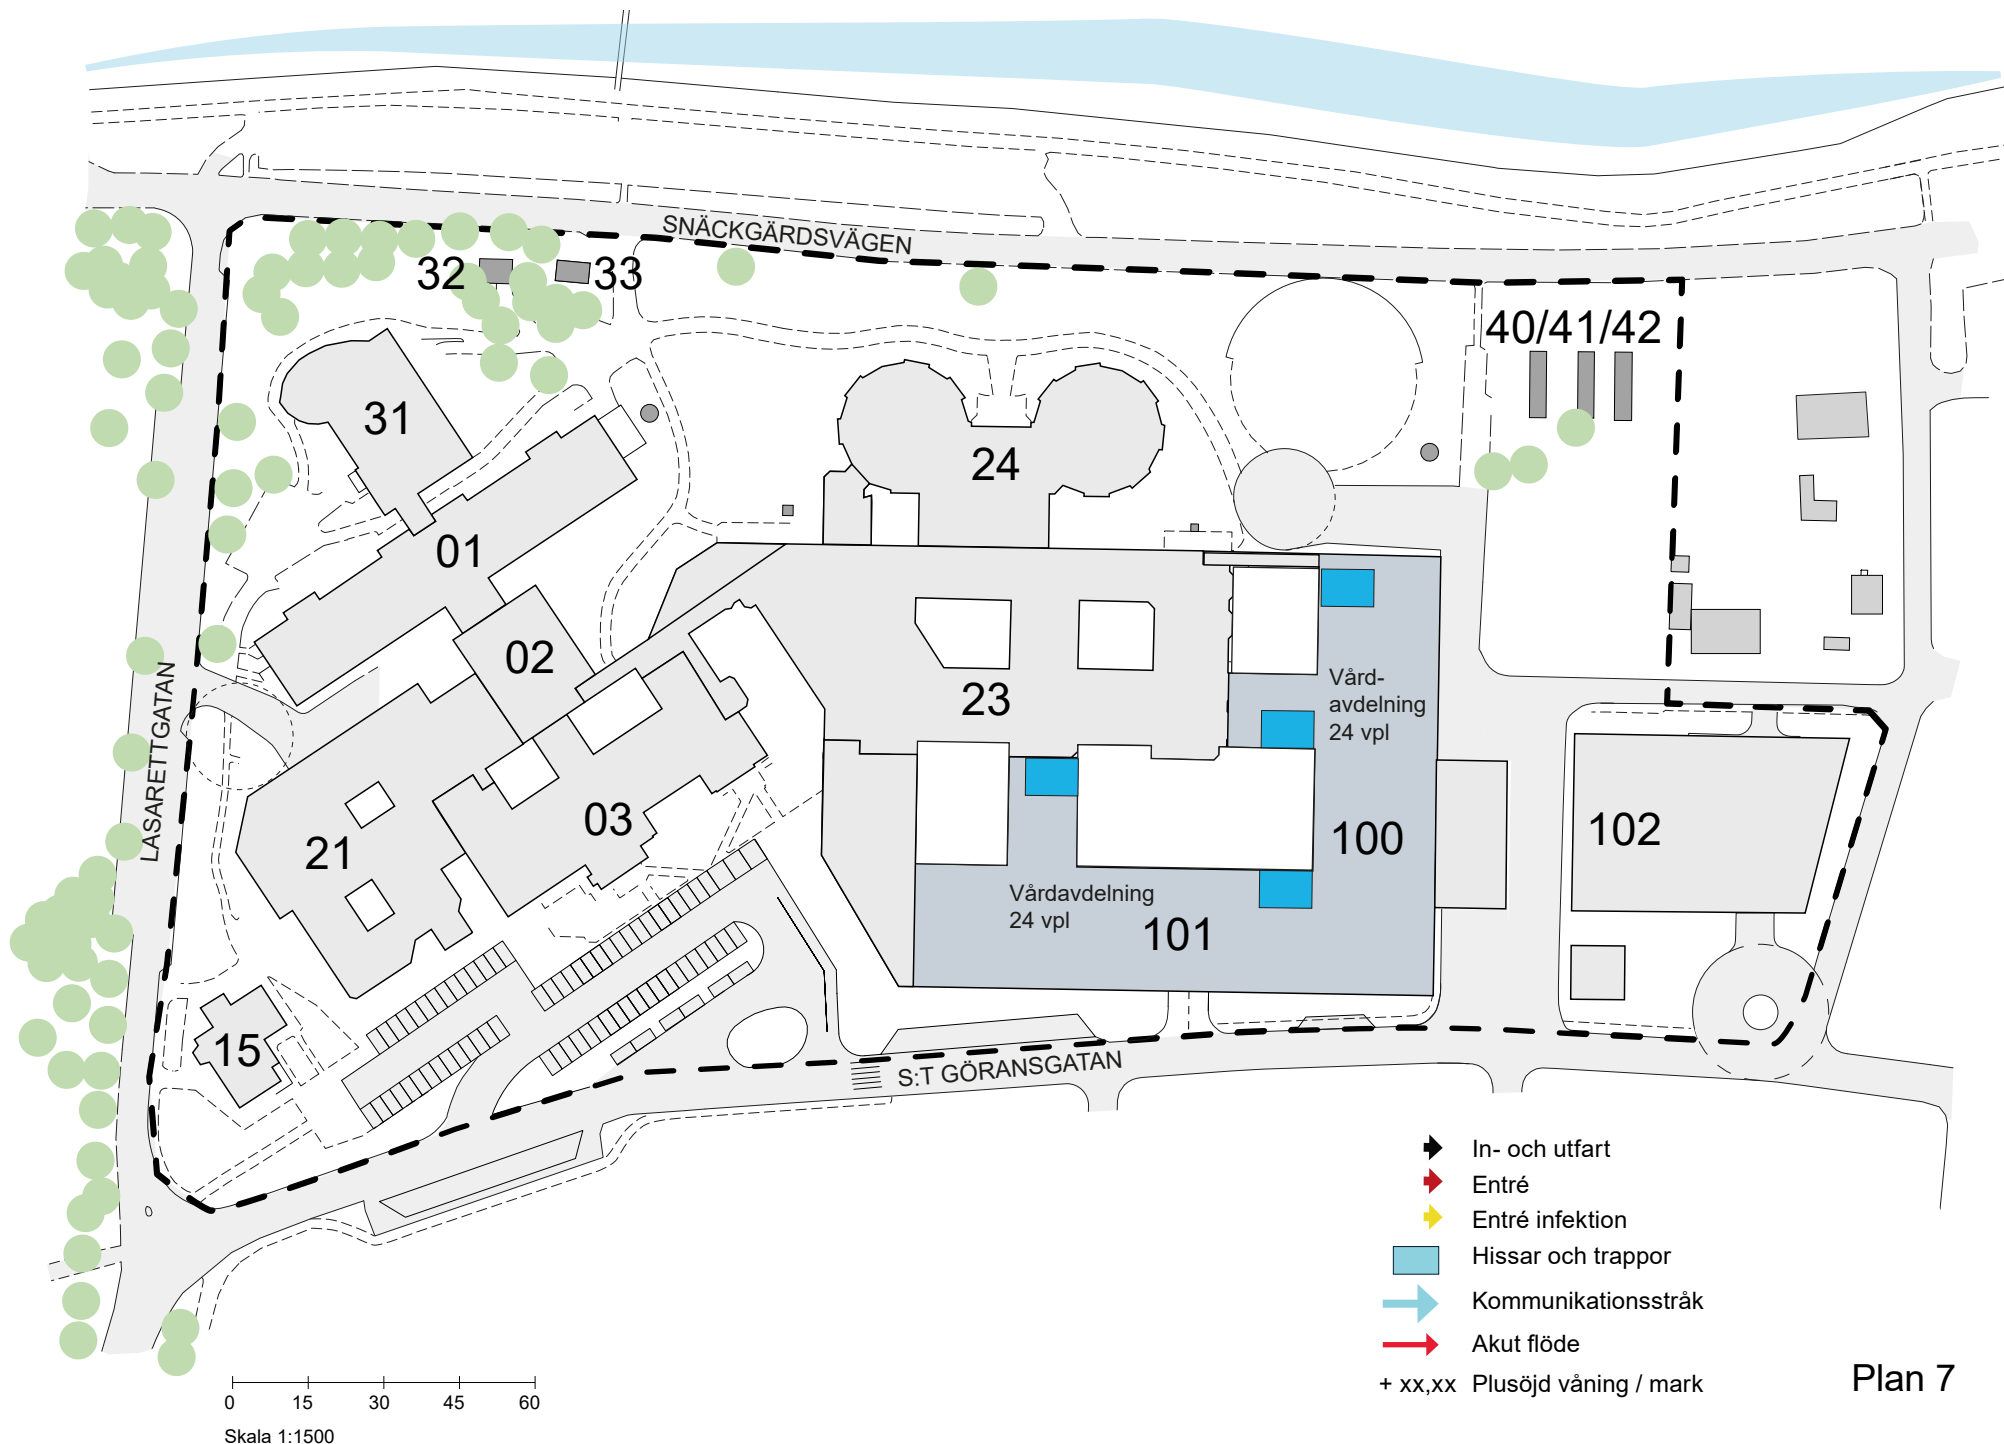 SNÄCKGÄRDSVÄGEN
32
33
40/41/42
31
24
01
02
LASARETTGATAN
23
Vård-
avdelning
24 vpl
21
03
100
102
Vårdavdelning
24 vpl
101
15
S:T GÖRANSGATAN
In- och utfart
Entré
Entré infektion
Hissar och trappor
Kommunikationsstråk
Akut flöde
+ xx,xx Plusöjd våning / mark
Plan 7
0 15 30 45 60
Skala 1:1500